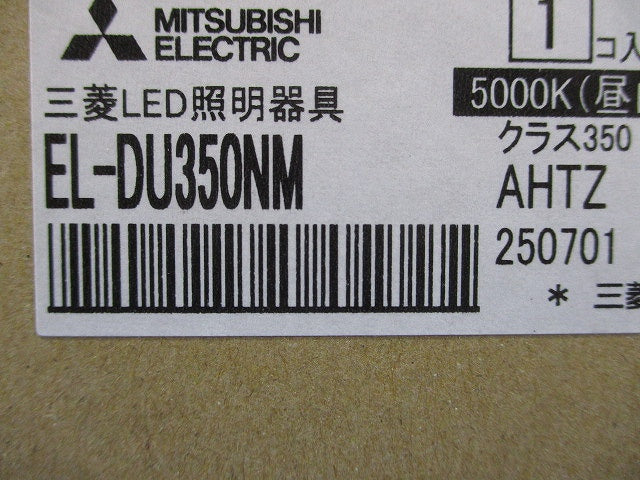 MITSUBISHI
ELECTRIC
1 コ入
三菱LED照明器具
5000K(昼
EL-DU350NM
クラス350
AHTZ
250701
* 三菱